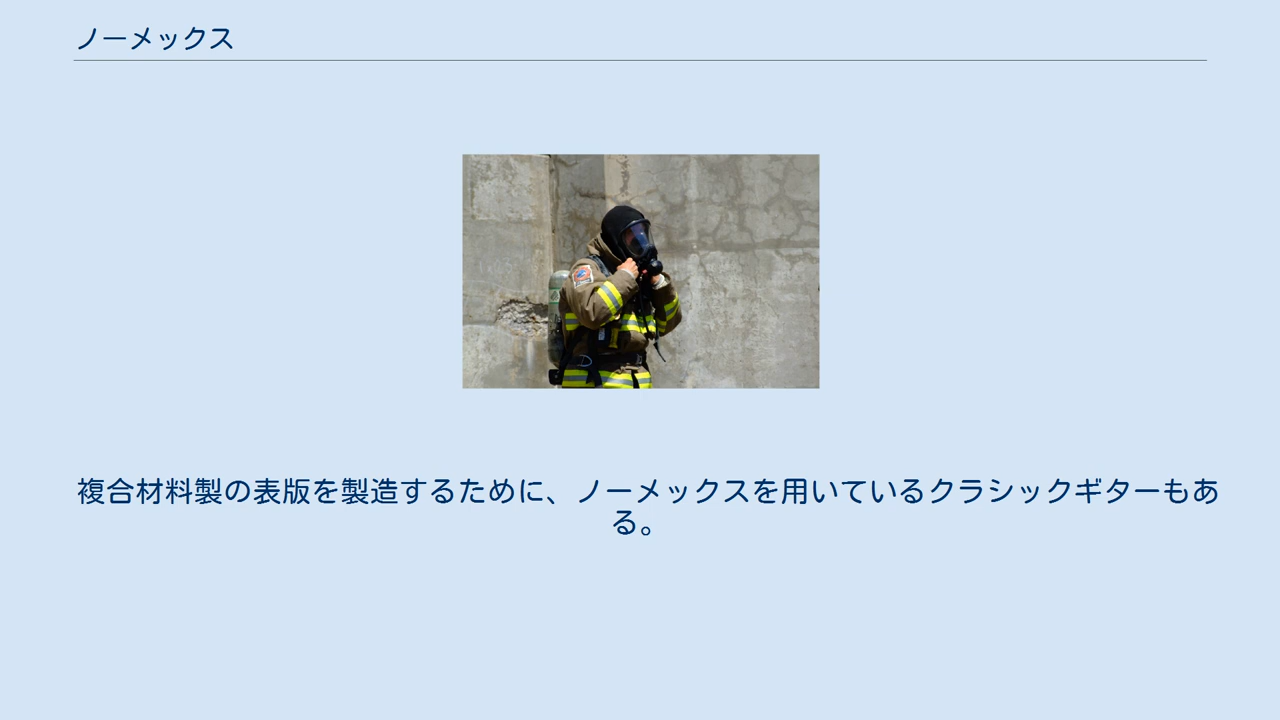 ノーメックス
複合材料製の表版を製造するために、ノーメックスを用いているクラシックギターもあ
る。